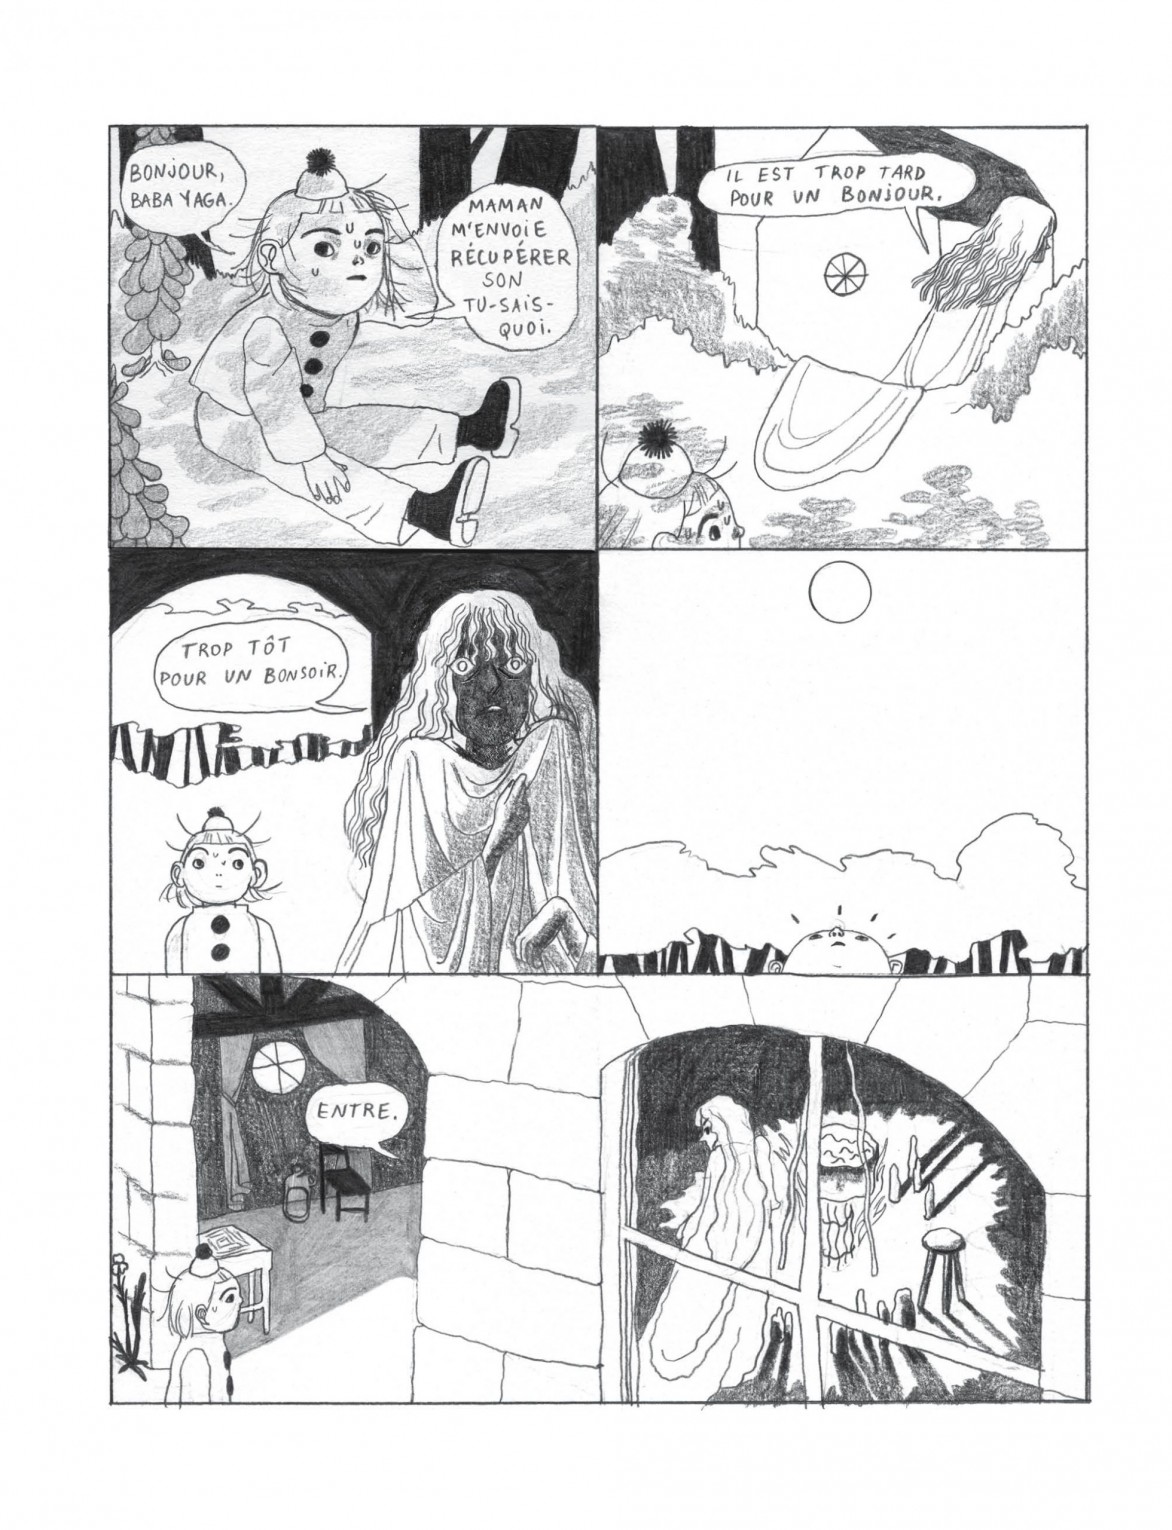 BONJOUR,
BABA YAGA.
MAMAN
M'ENVOIE
RÉCUPÉRER
SON
TU-SAIS-
QUOI.
IL EST TROP TARD
POUR UN BONJOUR.
TROP TÔT
POUR UN BONSOIR.
ENTRE.